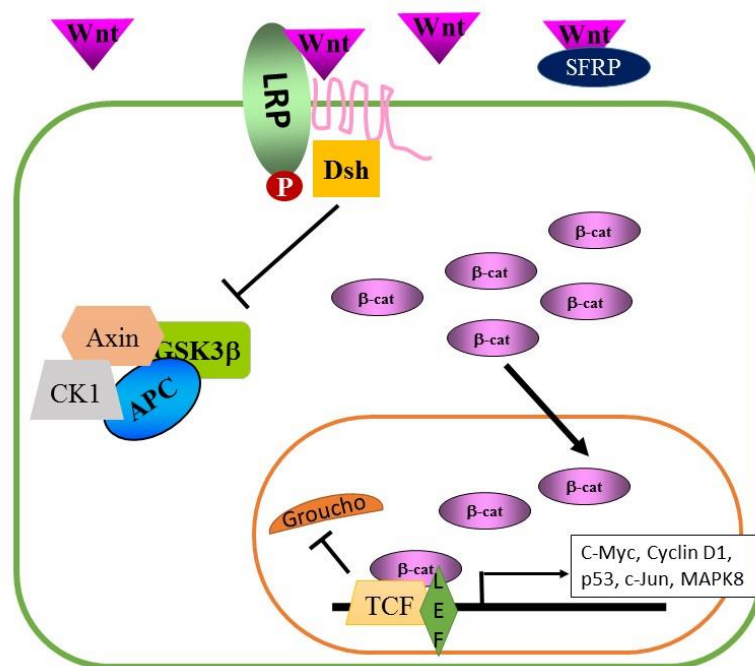 Wnt
Wnt
Wnt
Wnt
SFRP
LRP
P
Dsh
β-cat
β-cat
β-cat
β-cat
β-cat
Axin
GSK3β
CK1
APC
β-cat
β-cat
Groucho
β-cat
TCF
L
E
F
C-Myc, Cyclin D1,
p53, c-Jun, MAPK8